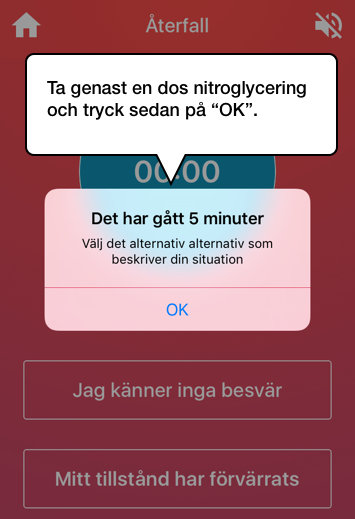 Återfall
Ta genast en dos nitroglycering
och tryck sedan på “OK”.
00:00
Det har gått 5 minuter
Välj det alternativ alternativ som
beskriver din situation
OK
Jag känner inga besvär
Mitt tillstånd har förvärrats